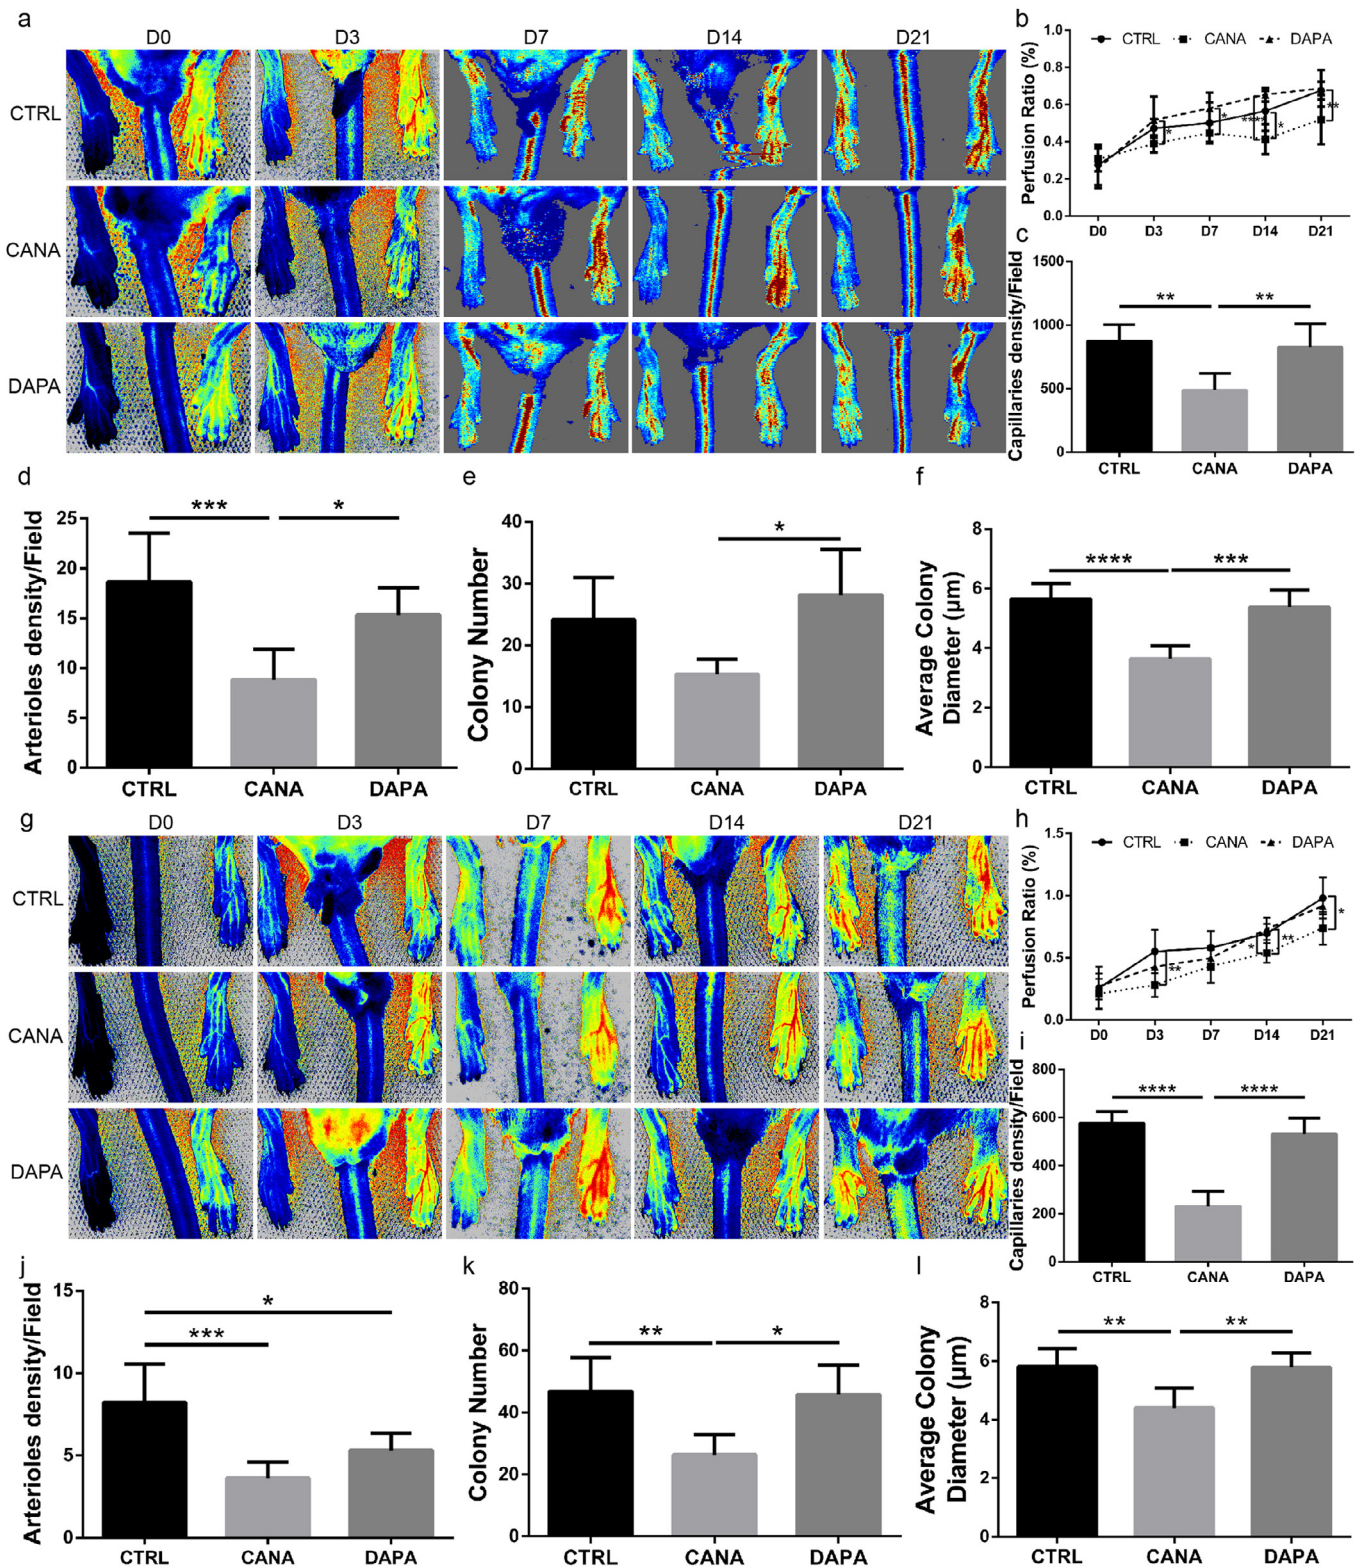 a
D0 D3 D7 D14 D21
CTRL
CANA
DAPA
b
CTRL CANA DAPA
Perfusion Ratio (%)
1.0
0.8
0.6
0.4
0.2
0.0
* * **** * **
D0 D3 D7 D14 D21
c
Capillaries density/Field
1500
1000
500
0
** **
CTRL CANA DAPA
d
Arterioles density/Field
25
20
15
10
5
0
*** *
CTRL CANA DAPA
e
Colony Number
40
30
20
10
0
*
CTRL CANA DAPA
f
Average Colony
Diameter (μm)
8
6
4
2
0
**** ***
CTRL CANA DAPA
g
D0 D3 D7 D14 D21
CTRL
CANA
DAPA
h
CTRL CANA DAPA
Perfusion Ratio (%)
1.5
1.0
0.5
0.0
** * ** *
D0 D3 D7 D14 D21
i
Capillaries density/Field
800
600
400
200
0
**** ****
CTRL CANA DAPA
j
Arterioles density/Field
15
10
5
0
*
***
CTRL CANA DAPA
k
Colony Number
80
60
40
20
0
** *
CTRL CANA DAPA
l
Average Colony
Diameter (μm)
8
6
4
2
0
** **
CTRL CANA DAPA